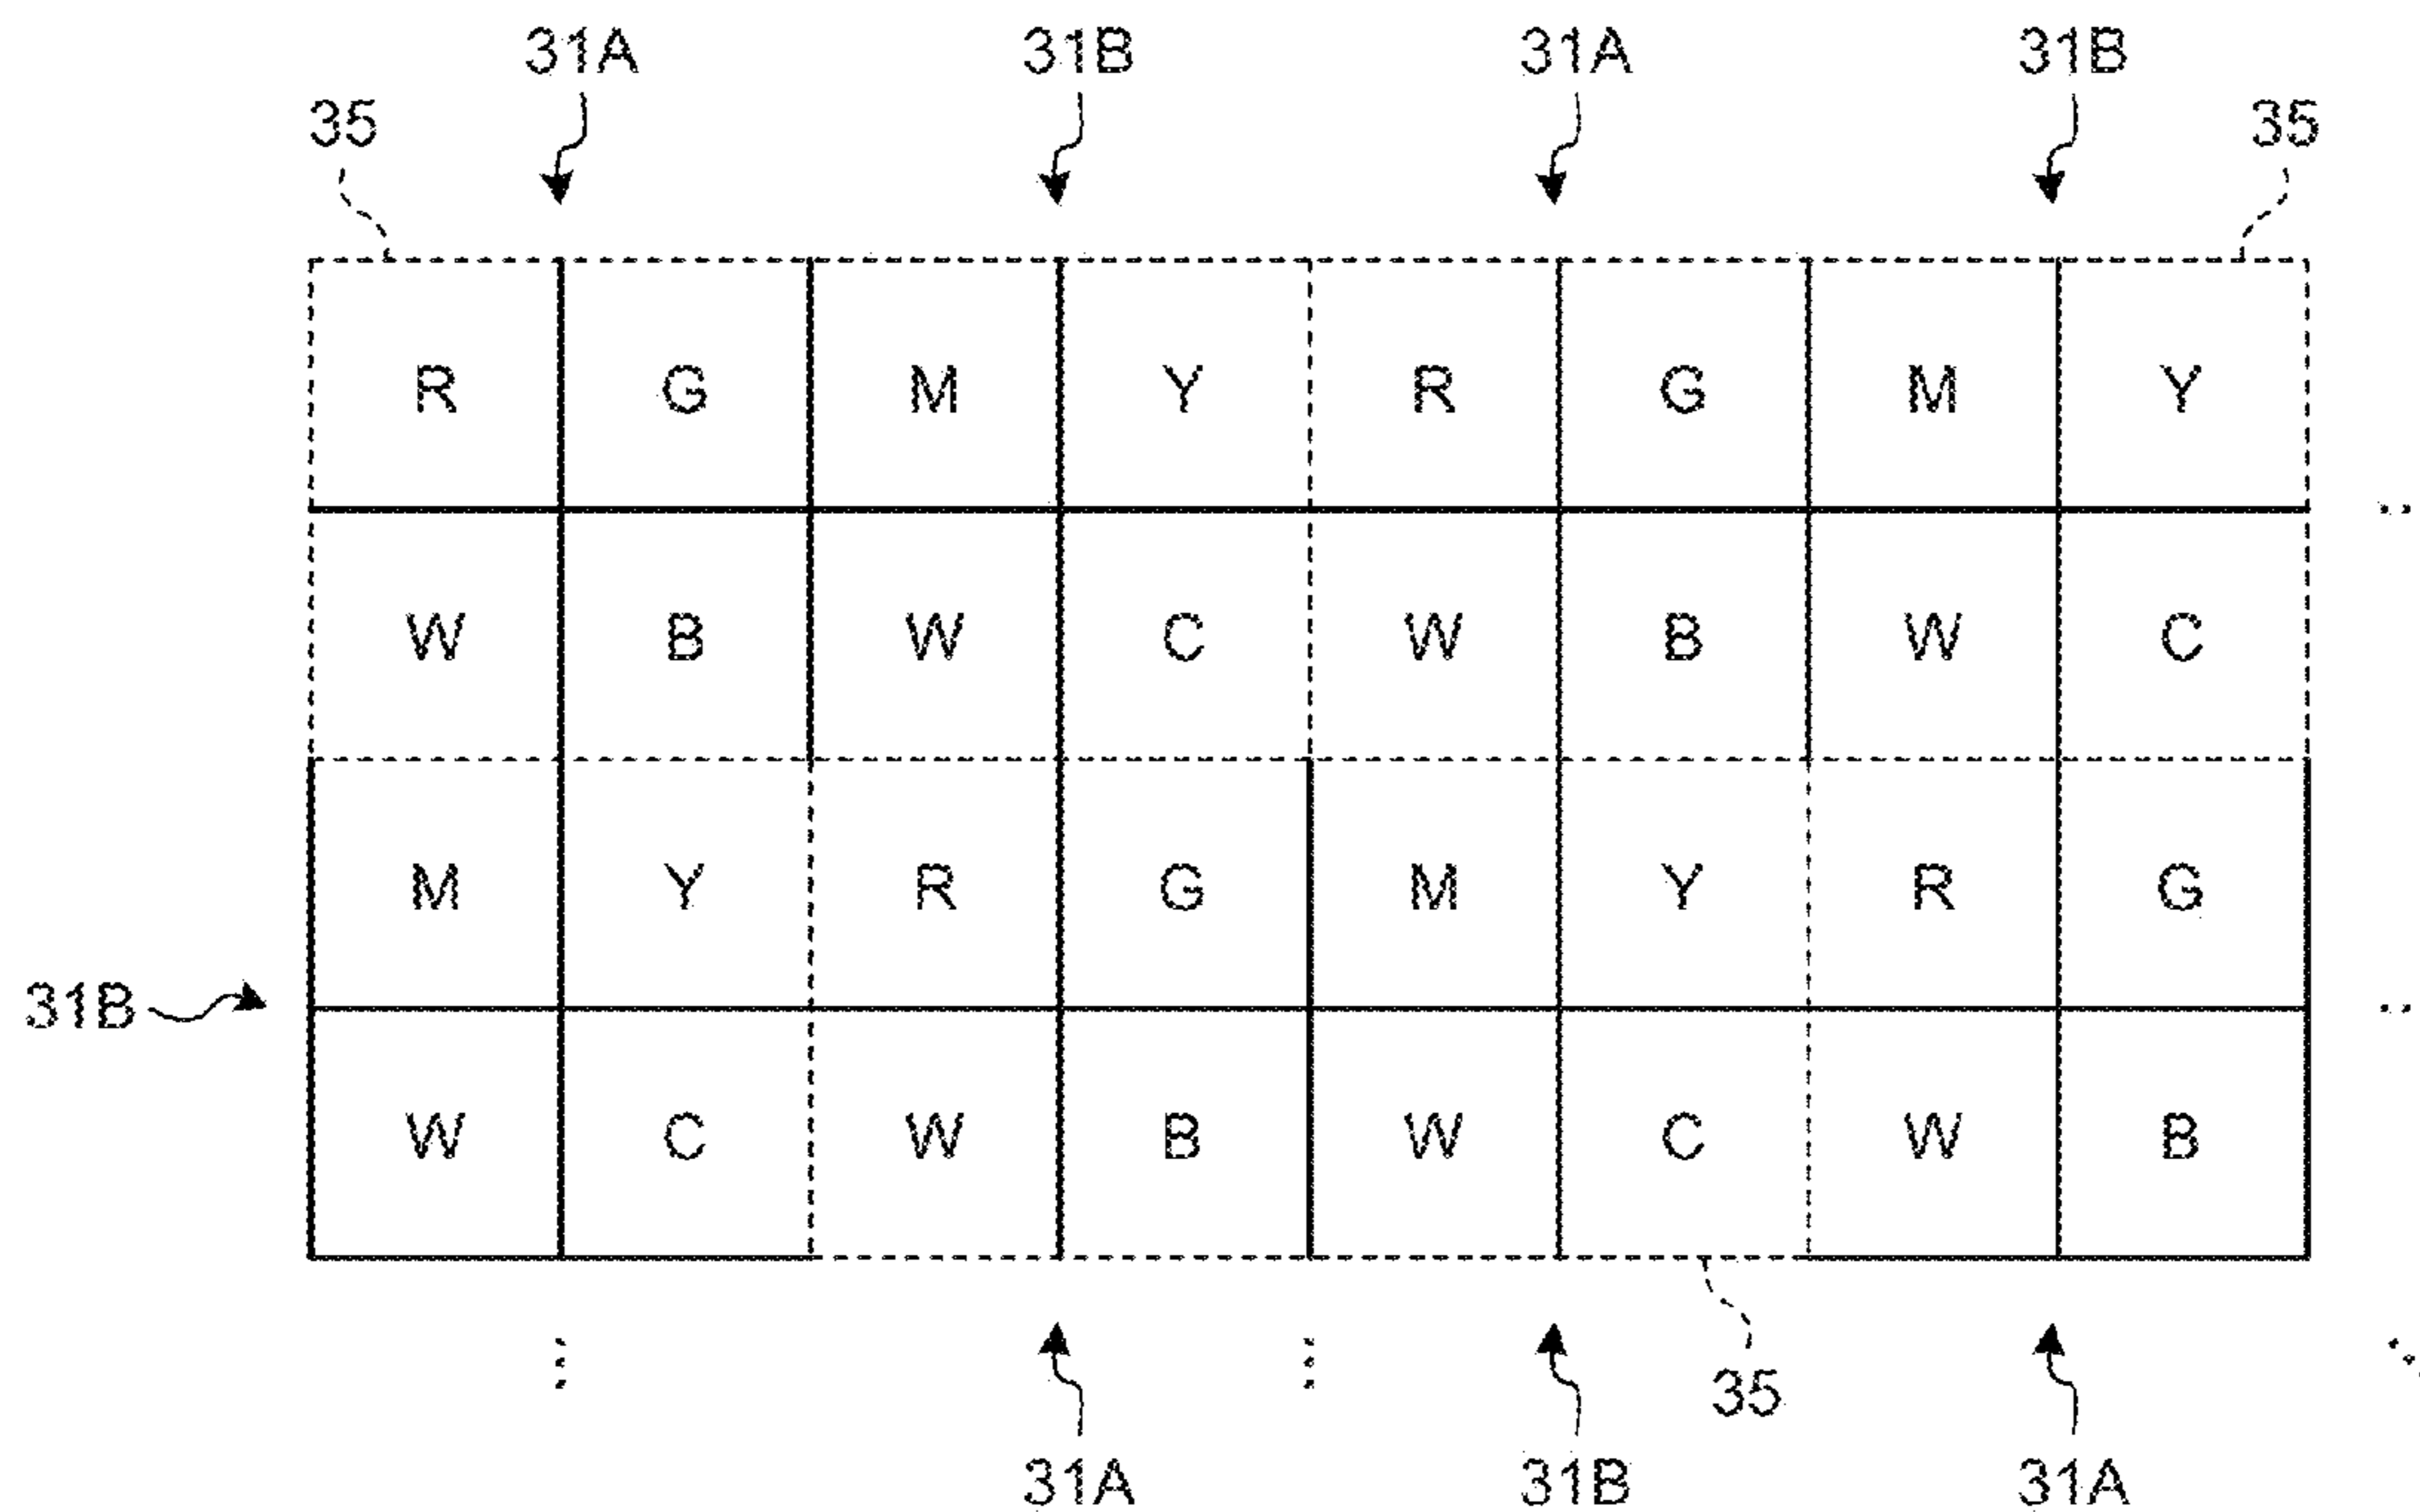 31A 31B 31A 31B
35 35
R G M Y R G M Y
W B W C W B W C
M Y R G M Y R G
31B
W C W B W C W B
35
31A 31B 31A